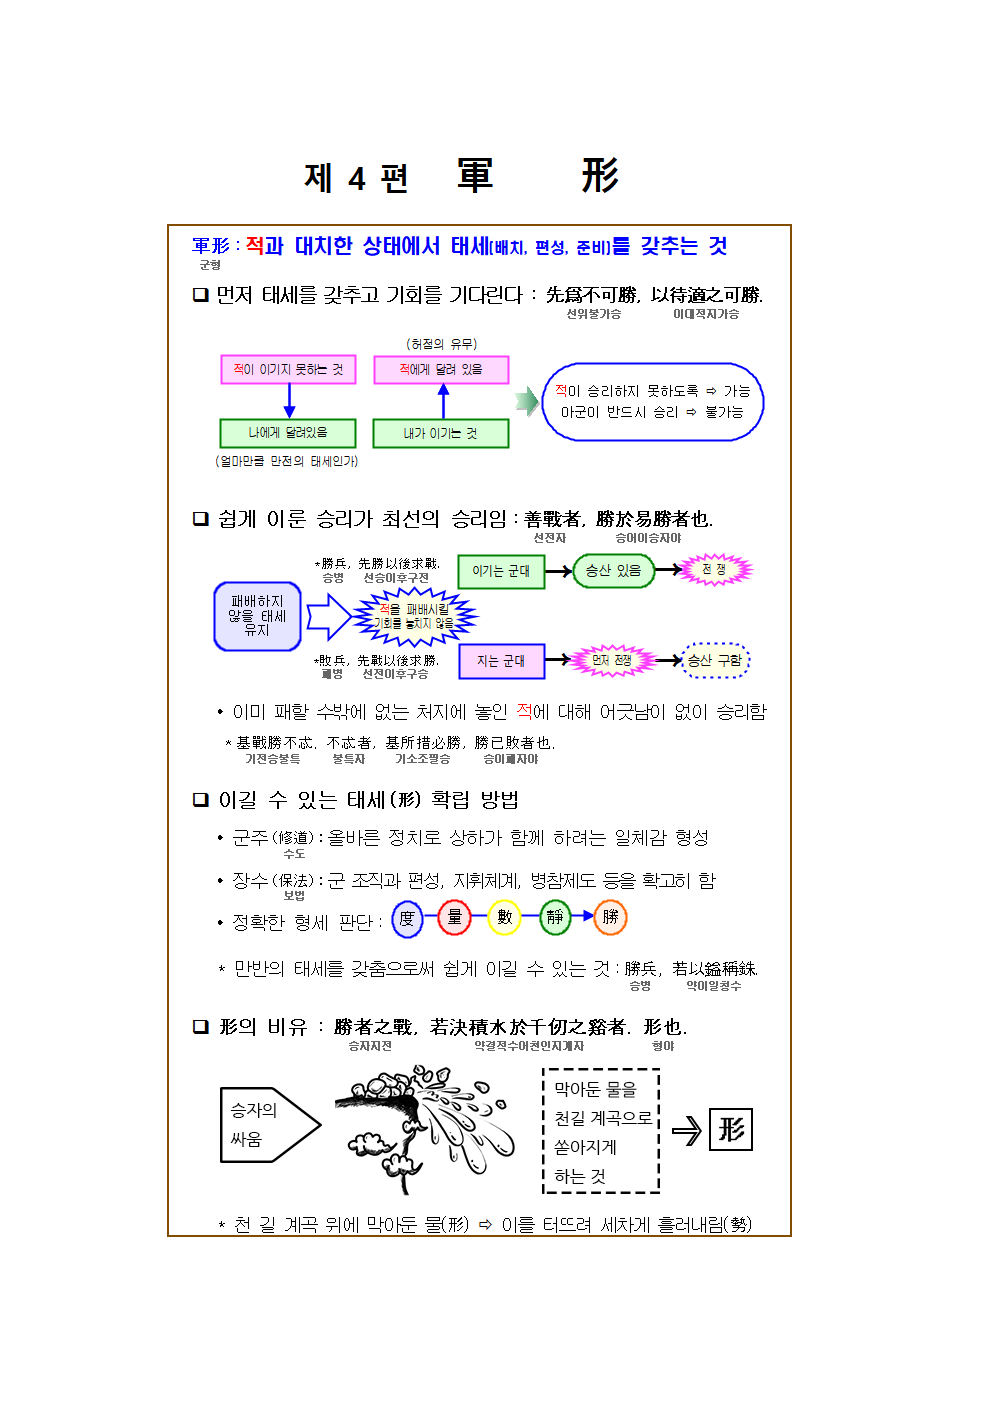 제 4 편 軍 形
軍形 : 적과 대치한 상태에서 태세(배치, 편성, 준비)를 갖추는 것
군형
❑ 먼저 태세를 갖추고 기회를 기다린다 : 先爲不可勝, 以待適之可勝.
선위불가승 이대적지가승
(허점의 유무)
적이 이기지 못하는 것 적에게 달려 있음
적이 승리하지 못하도록 ⇨ 가능
아군이 반드시 승리 ⇨ 불가능
나에게 달려있음 내가 이기는 것
(얼마만큼 만전의 태세인가)
❑ 쉽게 이룬 승리가 최선의 승리임 : 善戰者, 勝於易勝者也.
선전자 승어이승자야
*勝兵, 先勝以後求戰.
승병 선승이후구전
이기는 군대 승산 있음 전 쟁
패배하지
않을 태세
유지
적을 패배시킬
기회를 놓치지 않음
*敗兵, 先戰以後求勝.
패병 선전이후구승
지는 군대 먼저 전쟁 승산 구함
• 이미 패할 수밖에 없는 처지에 놓인 적에 대해 어긋남이 없이 승리함
* 基戰勝不忒. 不忒者, 基所措必勝, 勝已敗者也.
기전승불특 불특자 기소조필승 승이패자야
❑ 이길 수 있는 태세(形) 확립 방법
• 군주(修道) : 올바른 정치로 상하가 함께 하려는 일체감 형성
수도
• 장수(保法) : 군 조직과 편성, 지휘체계, 병참제도 등을 확고히 함
보법
• 정확한 형세 판단 : 度 量 數 靜 勝
* 만반의 태세를 갖춤으로써 쉽게 이길 수 있는 것 : 勝兵, 若以鎰稱銖.
승병 약이일칭수
❑ 形의 비유 : 勝者之戰, 若決積水於千仞之谿者. 形也.
승자지전 약결적수어천인지계자 형야
승자의
싸움
막아둔 물을
천길 계곡으로
쏟아지게
하는 것
形
* 천 길 계곡 위에 막아둔 물(形) ⇨ 이를 터뜨려 세차게 흘러내림(勢)